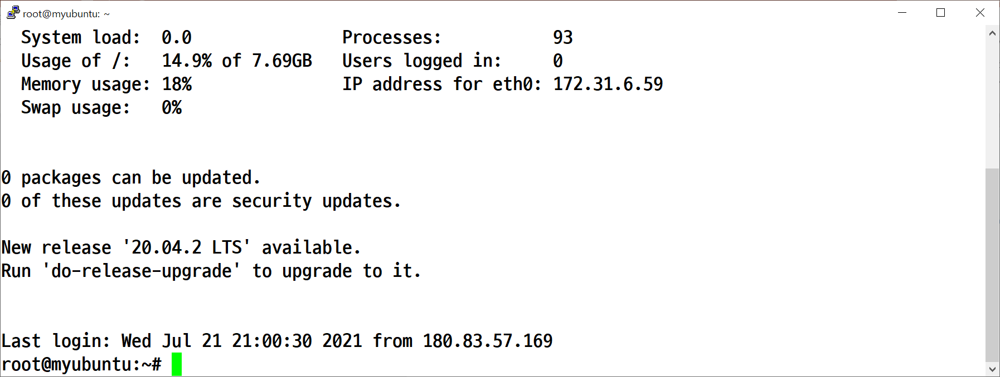 root@myubuntu: ~
System load:  0.0               Processes:           93
Usage of /:   14.9% of 7.69GB   Users logged in:     0
Memory usage: 18%               IP address for eth0: 172.31.6.59
Swap usage:   0%
0 packages can be updated.
0 of these updates are security updates.
New release '20.04.2 LTS' available.
Run 'do-release-upgrade' to upgrade to it.
Last login: Wed Jul 21 21:00:30 2021 from 180.83.57.169
root@myubuntu:~#